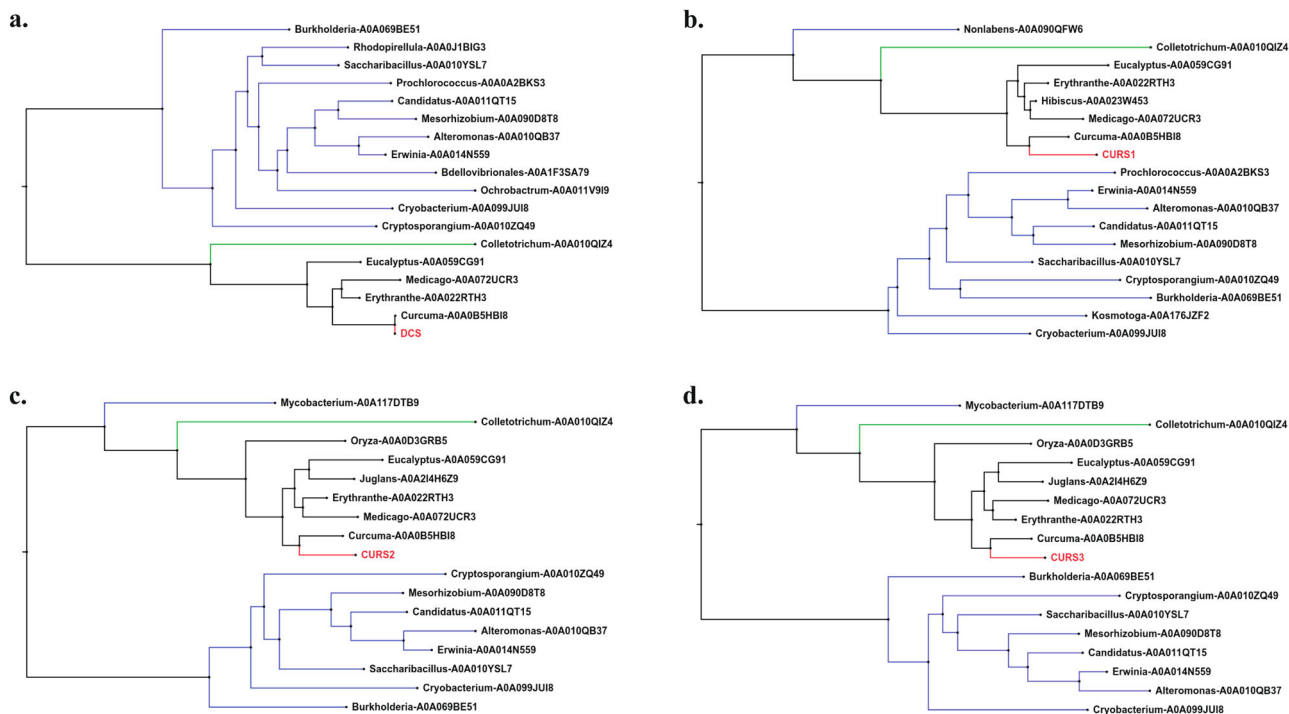 a.
Burkholderia-A0A069BE51
Rhodopirellula-A0A0J1BIG3
Saccharibacillus-A0A010YSL7
Prochlorococcus-A0A0A2BKS3
Candidatus-A0A011QT15
Mesorhizobium-A0A090D8T8
Alteromonas-A0A010QB37
Erwinia-A0A014N559
Bdellovibrionales-A0A1F3SA79
Ochrobactrum-A0A011V9I9
Cryobacterium-A0A099JUI8
Cryptosporangium-A0A010ZQ49
Colletotrichum-A0A010QIZ4
Eucalyptus-A0A059CG91
Medicago-A0A072UCR3
Erythranthe-A0A022RTH3
Curcuma-A0A0B5HBI8
DCS
b.
Nonlabens-A0A090QFW6
Colletotrichum-A0A010QIZ4
Eucalyptus-A0A059CG91
Erythranthe-A0A022RTH3
Hibiscus-A0A023W453
Medicago-A0A072UCR3
Curcuma-A0A0B5HBI8
CURS1
Prochlorococcus-A0A0A2BKS3
Erwinia-A0A014N559
Alteromonas-A0A010QB37
Candidatus-A0A011QT15
Mesorhizobium-A0A090D8T8
Saccharibacillus-A0A010YSL7
Cryptosporangium-A0A010ZQ49
Burkholderia-A0A069BE51
Kosmotoga-A0A176JZF2
Cryobacterium-A0A099JUI8
c.
Mycobacterium-A0A117DTB9
Colletotrichum-A0A010QIZ4
Oryza-A0A0D3GRB5
Eucalyptus-A0A059CG91
Juglans-A0A2I4H6Z9
Erythranthe-A0A022RTH3
Medicago-A0A072UCR3
Curcuma-A0A0B5HBI8
CURS2
Cryptosporangium-A0A010ZQ49
Mesorhizobium-A0A090D8T8
Candidatus-A0A011QT15
Alteromonas-A0A010QB37
Erwinia-A0A014N559
Saccharibacillus-A0A010YSL7
Cryobacterium-A0A099JUI8
Burkholderia-A0A069BE51
d.
Mycobacterium-A0A117DTB9
Colletotrichum-A0A010QIZ4
Oryza-A0A0D3GRB5
Eucalyptus-A0A059CG91
Juglans-A0A2I4H6Z9
Medicago-A0A072UCR3
Erythranthe-A0A022RTH3
Curcuma-A0A0B5HBI8
CURS3
Burkholderia-A0A069BE51
Cryptosporangium-A0A010ZQ49
Saccharibacillus-A0A010YSL7
Mesorhizobium-A0A090D8T8
Candidatus-A0A011QT15
Erwinia-A0A014N559
Alteromonas-A0A010QB37
Cryobacterium-A0A099JUI8